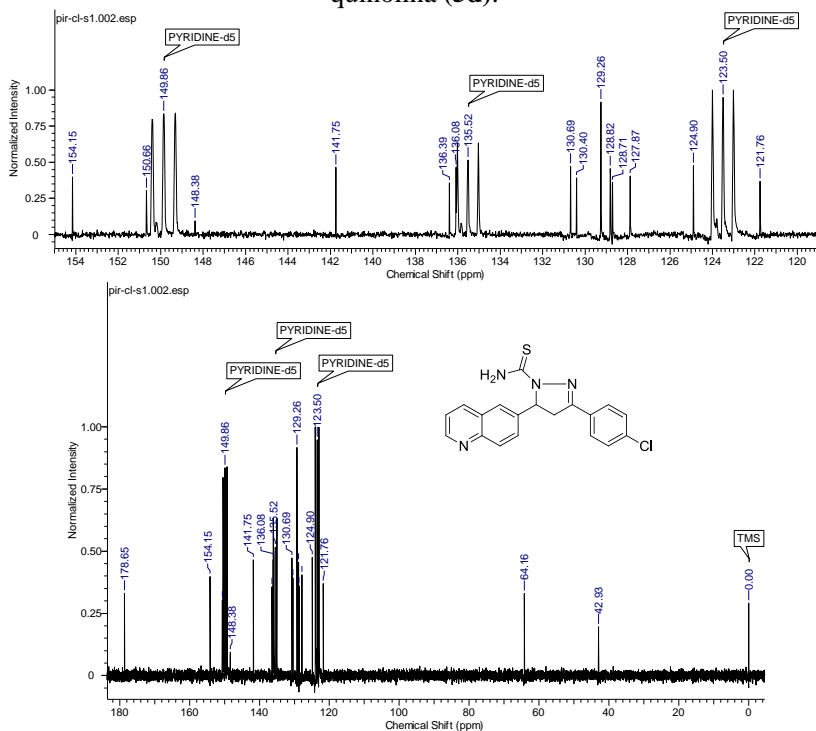 quinolina (3d).
pir-cl-s1.002.esp
PYRIDINE-d5
PYRIDINE-d5
PYRIDINE-d5
149.86
123.50
129.26
136.39
136.08
135.52
154.15
150.66
148.38
141.75
130.69
130.40
128.82
128.71
127.87
124.90
121.76
Normalized Intensity
1.00
0.75
0.50
0.25
0
154 152 150 148 146 144 142 140 138 136 134 132 130 128 126 124 122 120
Chemical Shift (ppm)
pir-cl-s1.002.esp
PYRIDINE-d5
PYRIDINE-d5
PYRIDINE-d5
149.86
129.26
123.50
178.65
154.15
148.38
141.75
136.08
135.52
130.69
124.90
121.76
64.16
42.93
TMS
0.00
S
H2N
N
N
N
Cl
Normalized Intensity
1.00
0.75
0.50
0.25
0
180 160 140 120 100 80 60 40 20 0
Chemical Shift (ppm)